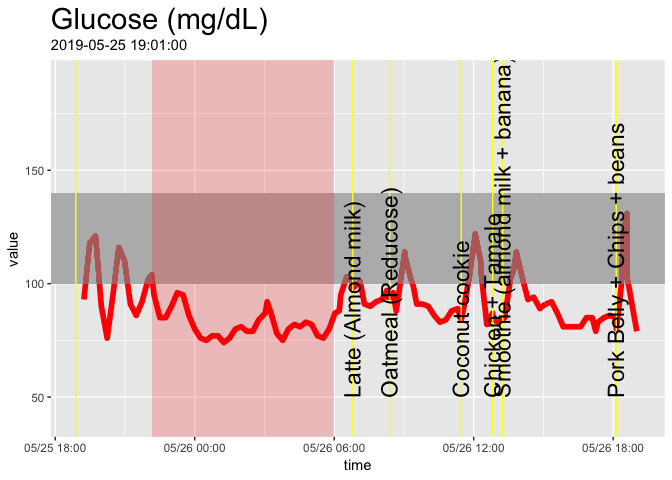 Glucose (mg/dL)
2019-05-25 19:01:00
value
150
100
50
Latte (Almond milk)
Oatmeal (Reducose)
Coconut cookie
Chicken + Tamale
Smoothie (almond milk + banana)
Pork Belly + Chips + beans
05/25 18:00
05/26 00:00
05/26 06:00
05/26 12:00
05/26 18:00
time